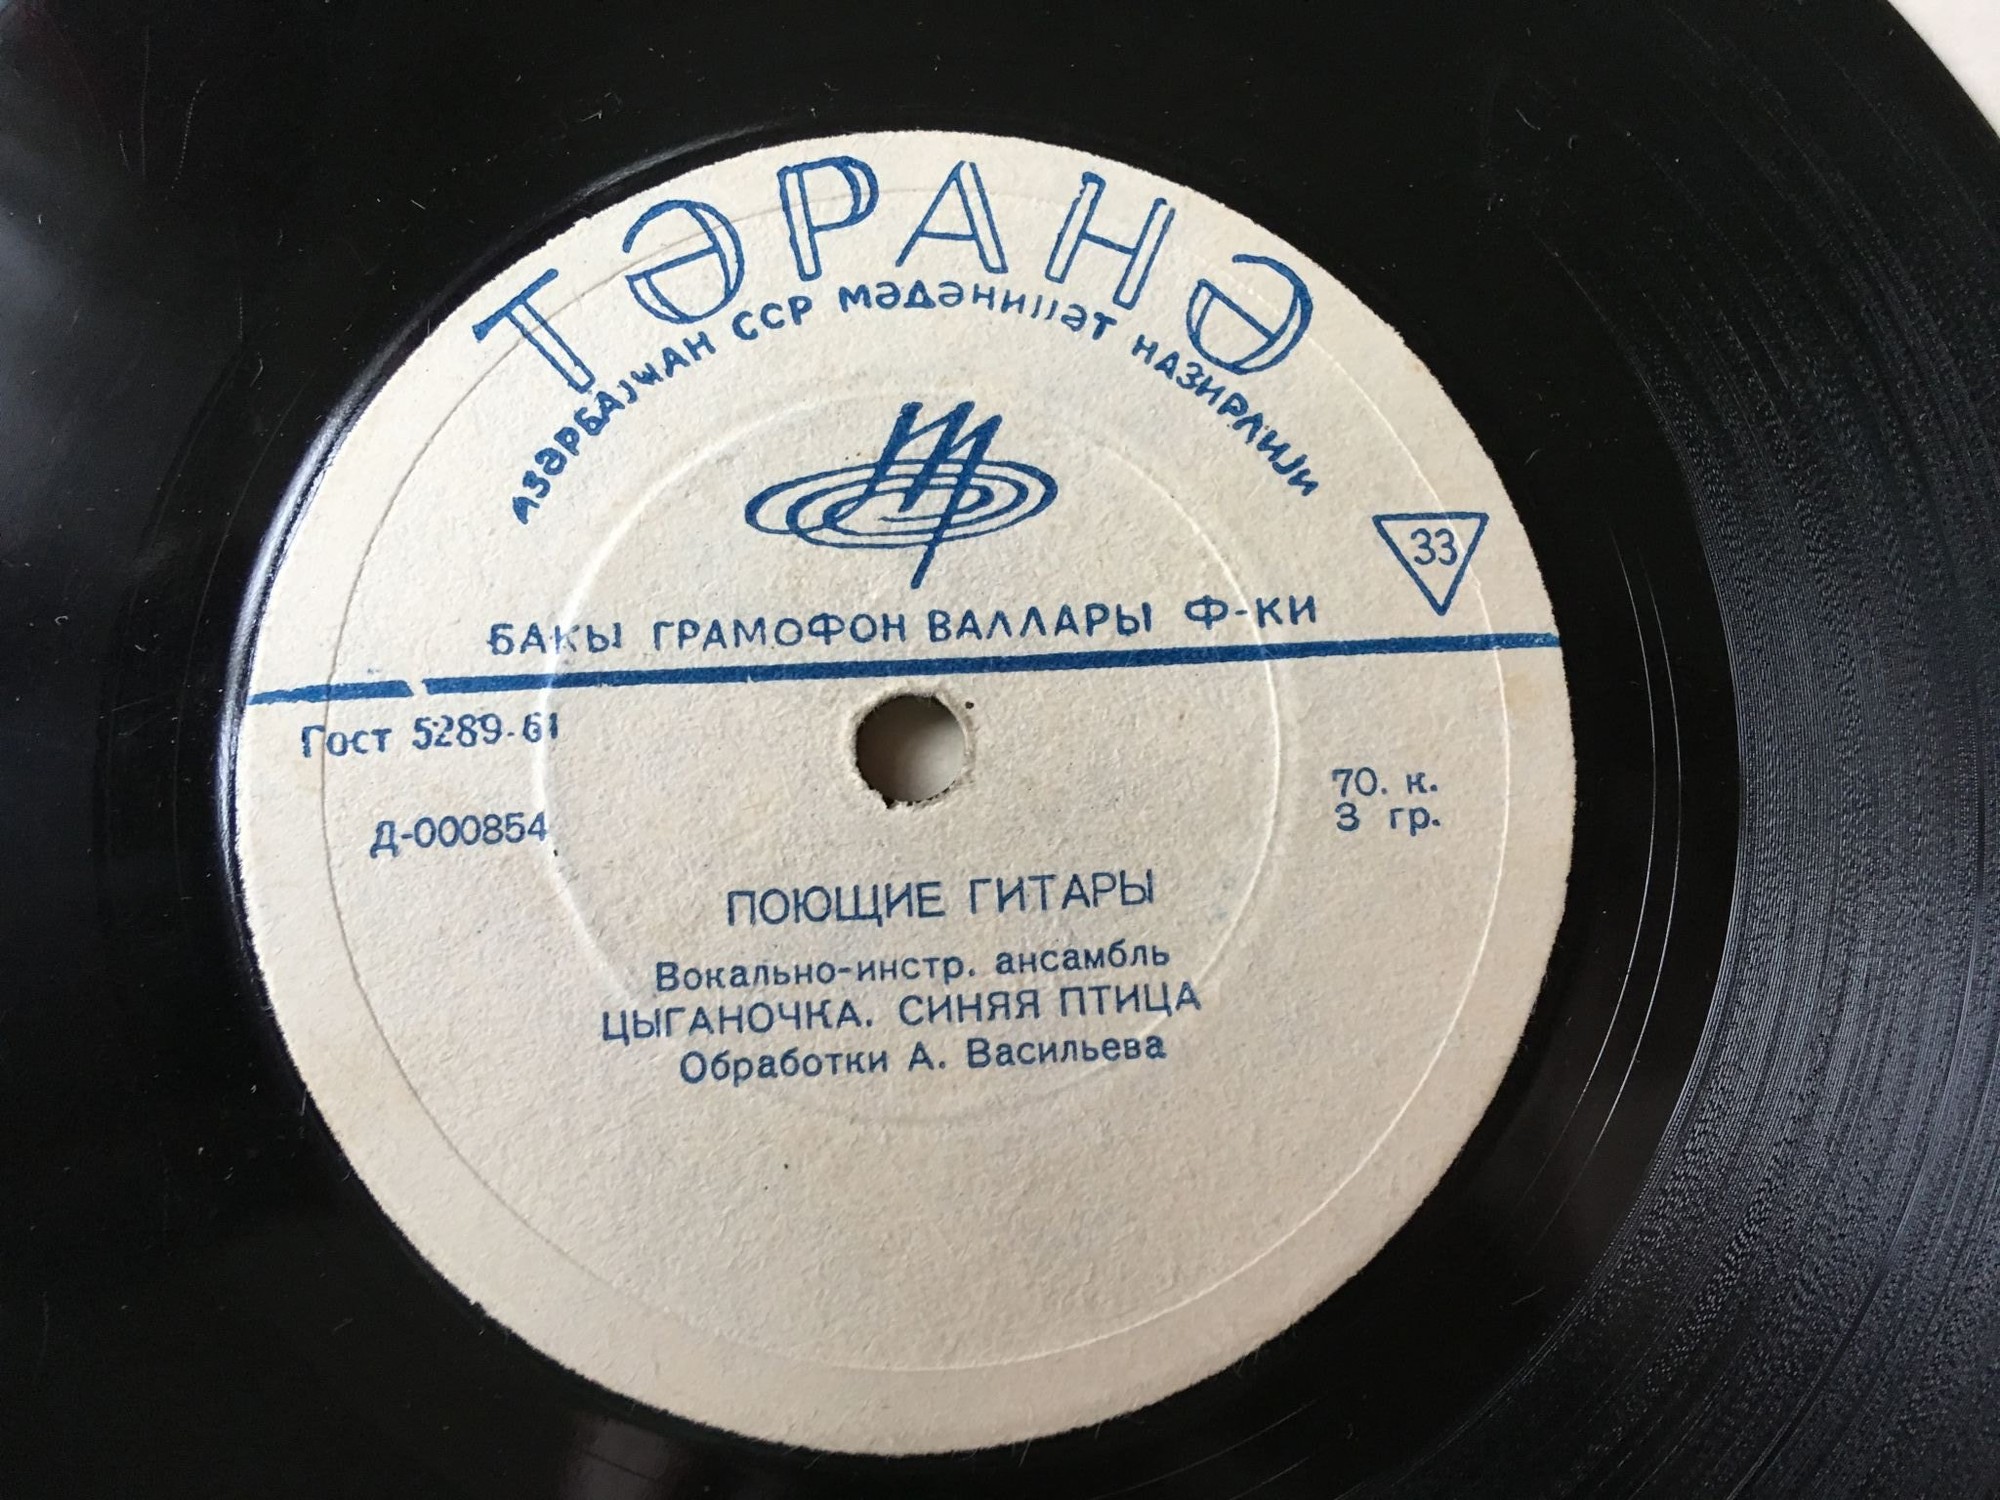 ТӘРАНӘ
АЗӘРБАЈҸАН ССР МӘДӘНИЈЈӘТ НАЗИРЛИЈИ
33
БАКЫ ГРАМОФОН ВАЛЛАРЫ Ф-КИ
Гост 5289-61
70. к.
Д-000854
3 гр.
ПОЮЩИЕ ГИТАРЫ
Вокально-инстр. ансамбль
ЦЫГАНОЧКА. СИНЯЯ ПТИЦА
Обработки А. Васильева